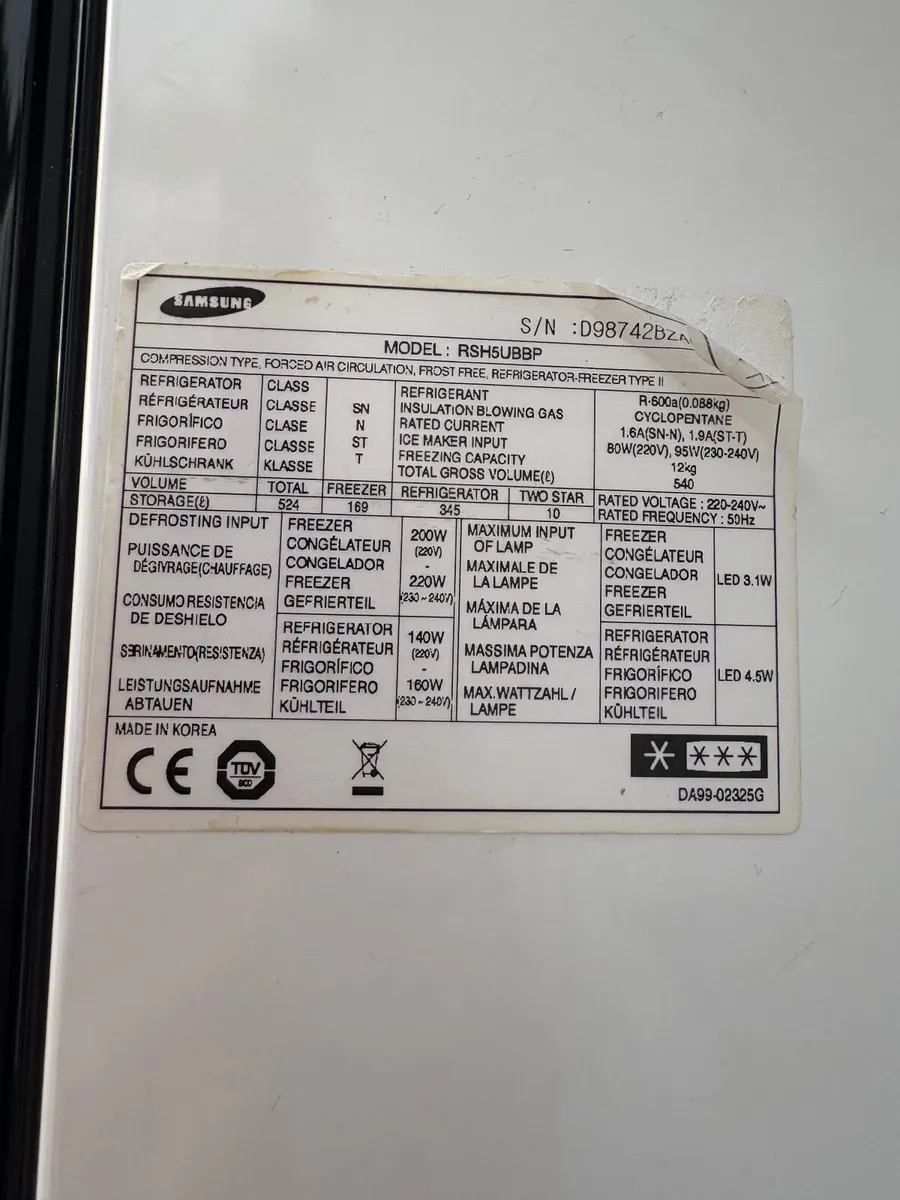 SAMSUNG
S/N :D98742BZA
MODEL : RSH5UBBP
COMPRESSION TYPE, FORCED AIR CIRCULATION, FROST FREE, REFRIGERATOR-FREEZER TYPE II
REFRIGERATOR CLASS
RÉFRIGÉRATEUR CLASSE SN
FRIGORÍFICO CLASE N
FRIGORIFERO CLASSE ST
KÜHLSCHRANK KLASSE T
REFRIGERANT R-600a(0.088kg)
INSULATION BLOWING GAS CYCLOPENTANE
RATED CURRENT 1.6A(SN-N), 1.9A(ST-T)
ICE MAKER INPUT 80W(220V), 95W(230-240V)
FREEZING CAPACITY 12kg
TOTAL GROSS VOLUME(ℓ) 540
VOLUME TOTAL FREEZER REFRIGERATOR TWO STAR
STORAGE(ℓ) 524 169 345 10
RATED VOLTAGE : 220-240V~
RATED FREQUENCY : 50Hz
DEFROSTING INPUT
PUISSANCE DE
DÉGIVRAGE(CHAUFFAGE)
CONSUMO RESISTENCIA
DE DESHIELO
SBRINAMENTO(RESISTENZA)
LEISTUNGSAUFNAHME
ABTAUEN
FREEZER
CONGÉLATEUR
CONGELADOR
FREEZER
GEFRIERTEIL
200W
(220V)
-
220W
(230~240V)
REFRIGERATOR
RÉFRIGÉRATEUR
FRIGORÍFICO
FRIGORIFERO
KÜHLTEIL
140W
(220V)
-
160W
(230~240V)
MAXIMUM INPUT
OF LAMP
MAXIMALE DE
LA LAMPE
MÁXIMA DE LA
LÁMPARA
MASSIMA POTENZA
LAMPADINA
MAX.WATTZAHL /
LAMPE
FREEZER
CONGÉLATEUR
CONGELADOR
FREEZER
GEFRIERTEIL
LED 3.1W
REFRIGERATOR
RÉFRIGÉRATEUR
FRIGORÍFICO
FRIGORIFERO
KÜHLTEIL
LED 4.5W
MADE IN KOREA
CE TÜV
DA99-02325G